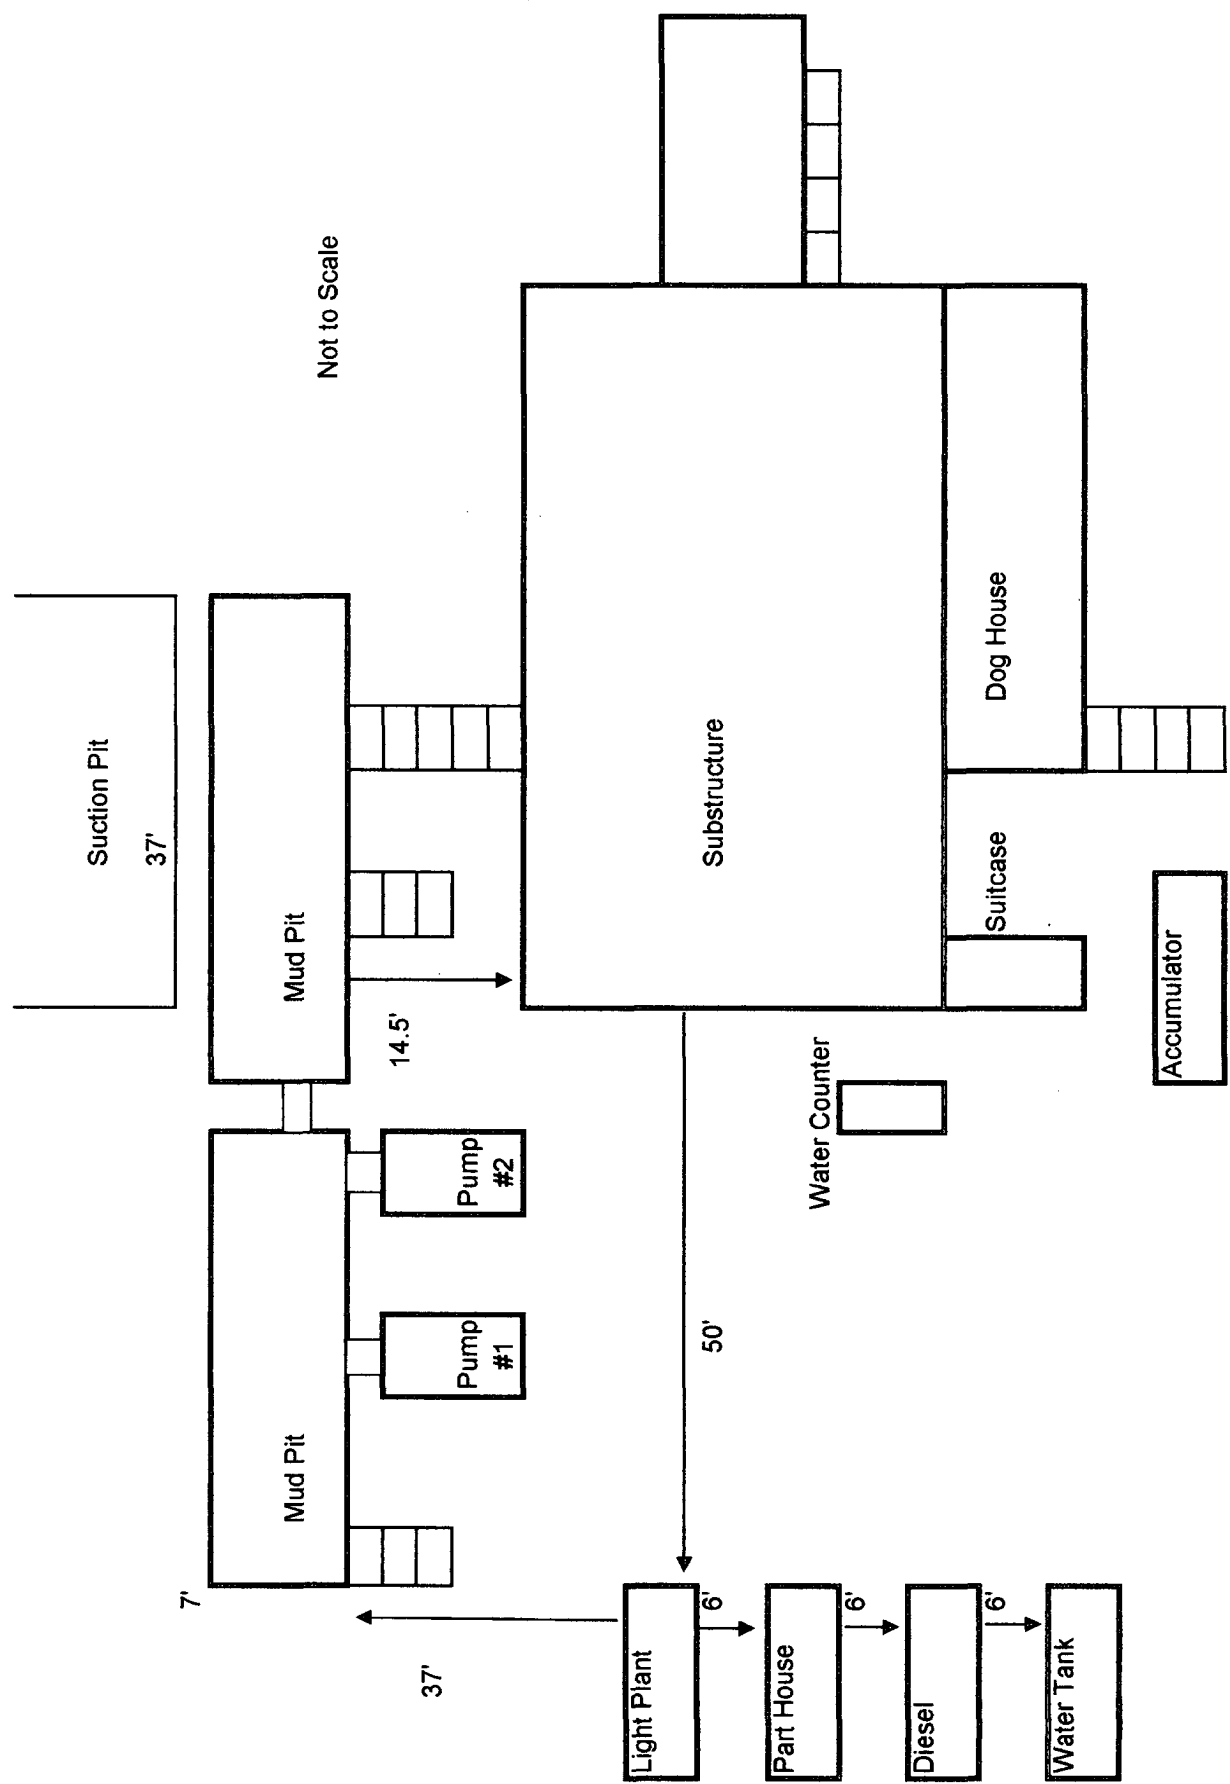 Suction Pit
37'
Not to Scale
7'
Mud Pit
Mud Pit
37'
Pump
#1
Pump
#2
14.5'
Light Plant
6'
50'
Substructure
Part House
6'
Water Counter
Diesel
6'
Suitcase
Dog House
Water Tank
Accumulator